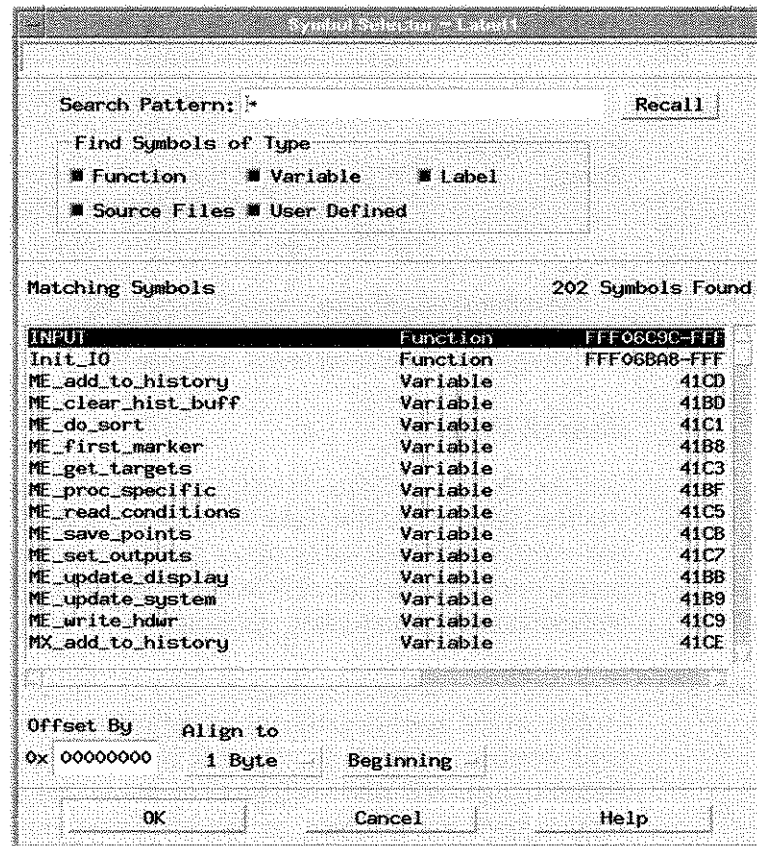 Symbol Selector - Label1
Search Pattern: * Recall
Find Symbols of Type
Function Variable Label
Source Files User Defined
Matching Symbols 202 Symbols Found
INPUT Function FFF06C9C-FFF
Init_IO Function FFF06BA8-FFF
ME_add_to_history Variable 41CD
ME_clear_hist_buff Variable 41BD
ME_do_sort Variable 41C1
ME_first_marker Variable 41B8
ME_get_targets Variable 41C3
ME_proc_specific Variable 41BF
ME_read_conditions Variable 41C5
ME_save_points Variable 41CB
ME_set_outputs Variable 41C7
ME_update_display Variable 41BB
ME_update_system Variable 41B9
ME_write_hdwr Variable 41C9
MX_add_to_history Variable 41CE
Offset By Align to
0x 00000000 1 Byte Beginning
OK Cancel Help